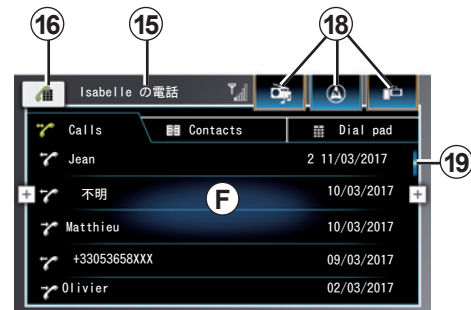 16 15 18
Isabelle の電話
Calls Contacts Dial pad
Jean 2 11/03/2017
19
不明 10/03/2017
F
Matthieu 10/03/2017
+33053658XXX 09/03/2017
Olivier 02/03/2017